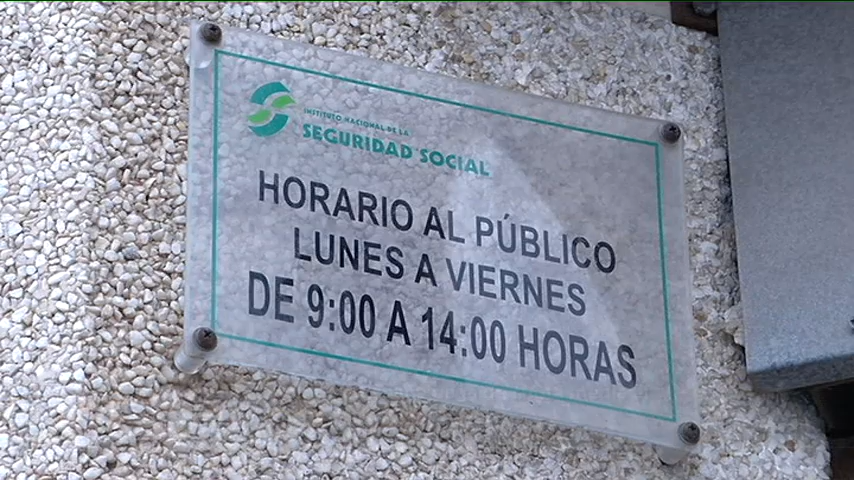 INSTITUTO NACIONAL DE LA
SEGURIDAD SOCIAL
HORARIO AL PÚBLICO
LUNES A VIERNES
DE 9:00 A 14:00 HORAS